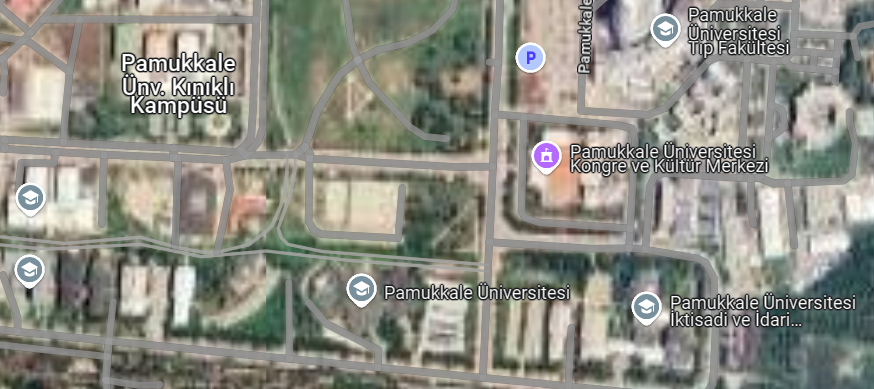 Pamukkale
Ünv. Kınıklı
Kampüsü
P
Pamukkale
Pamukkale
Üniversitesi
Tıp Fakültesi
Pamukkale Üniversitesi
Kongre ve Kültür Merkezi
Pamukkale Üniversitesi
Pamukkale Üniversitesi
İktisadi ve İdari...